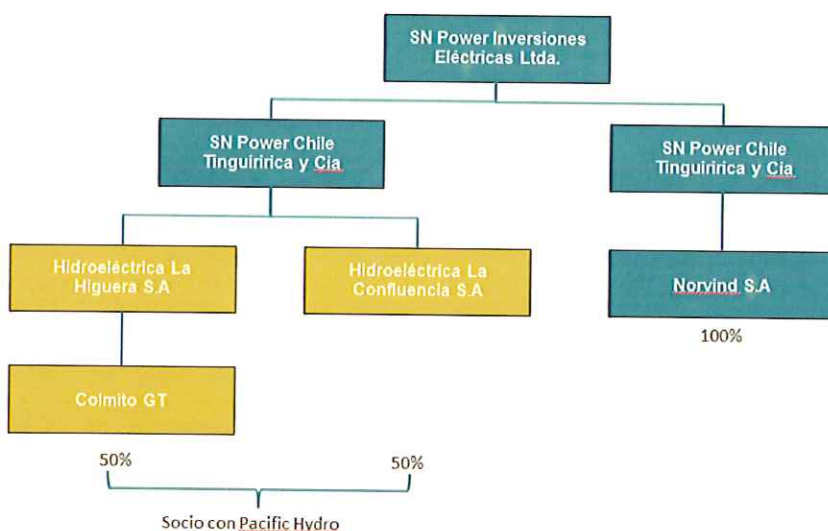 SN Power Inversiones
Eléctricas Ltda.
SN Power Chile
Tinguiririca y Cia
SN Power Chile
Tinguiririca y Cia
Hidroeléctrica La
Higuera S.A
Hidroeléctrica La
Confluencia S.A
Norvind S.A
100%
Colmito GT
50%
50%
Socio con Pacific Hydro